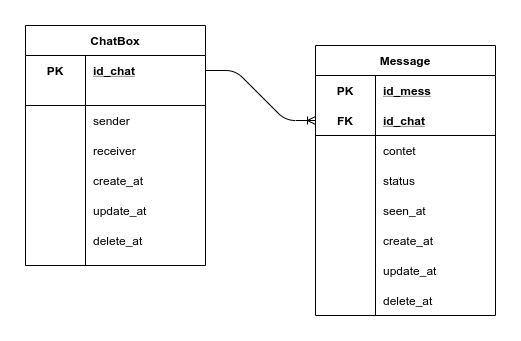 ChatBox
PK id_chat
sender
receiver
create_at
update_at
delete_at
Message
PK id_mess
FK id_chat
contet
status
seen_at
create_at
update_at
delete_at